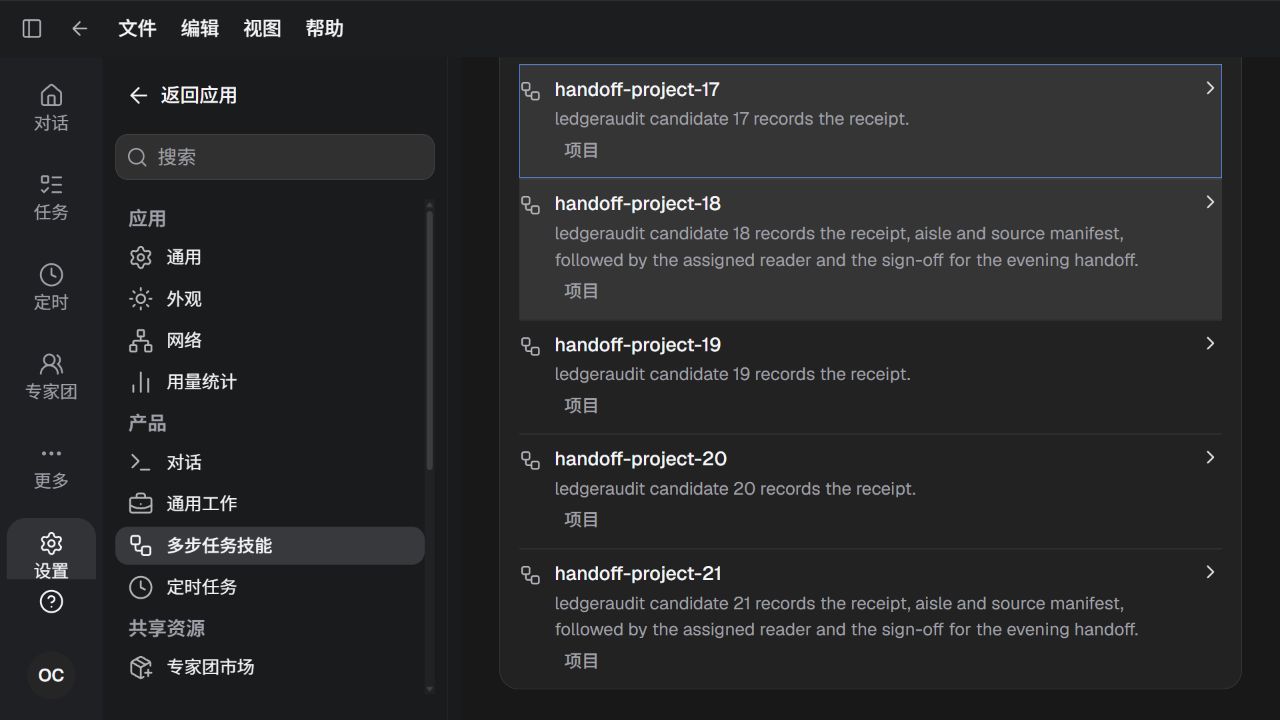 文件 编辑 视图 帮助
对话
任务
定时
专家团
更多
设置
OC
返回应用
搜索
应用
通用
外观
网络
用量统计
产品
对话
通用工作
多步任务技能
定时任务
共享资源
专家团市场
handoff-project-17
ledgeraudit candidate 17 records the receipt.
项目
handoff-project-18
ledgeraudit candidate 18 records the receipt, aisle and source manifest,
followed by the assigned reader and the sign-off for the evening handoff.
项目
handoff-project-19
ledgeraudit candidate 19 records the receipt.
项目
handoff-project-20
ledgeraudit candidate 20 records the receipt.
项目
handoff-project-21
ledgeraudit candidate 21 records the receipt, aisle and source manifest,
followed by the assigned reader and the sign-off for the evening handoff.
项目